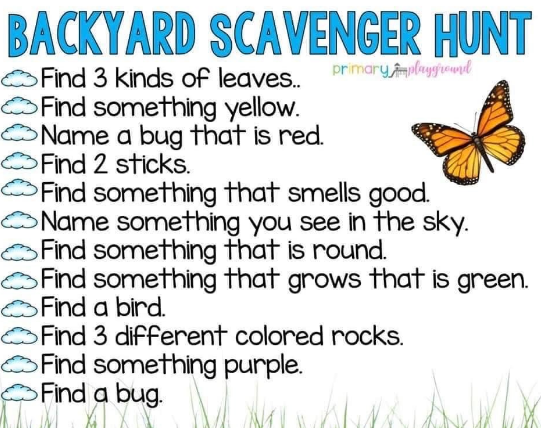 BACKYARD SCAVENGER HUNT
primary playground
Find 3 kinds of leaves..
Find something yellow.
Name a bug that is red.
Find 2 sticks.
Find something that smells good.
Name something you see in the sky.
Find something that is round.
Find something that grows that is green.
Find a bird.
Find 3 different colored rocks.
Find something purple.
Find a bug.